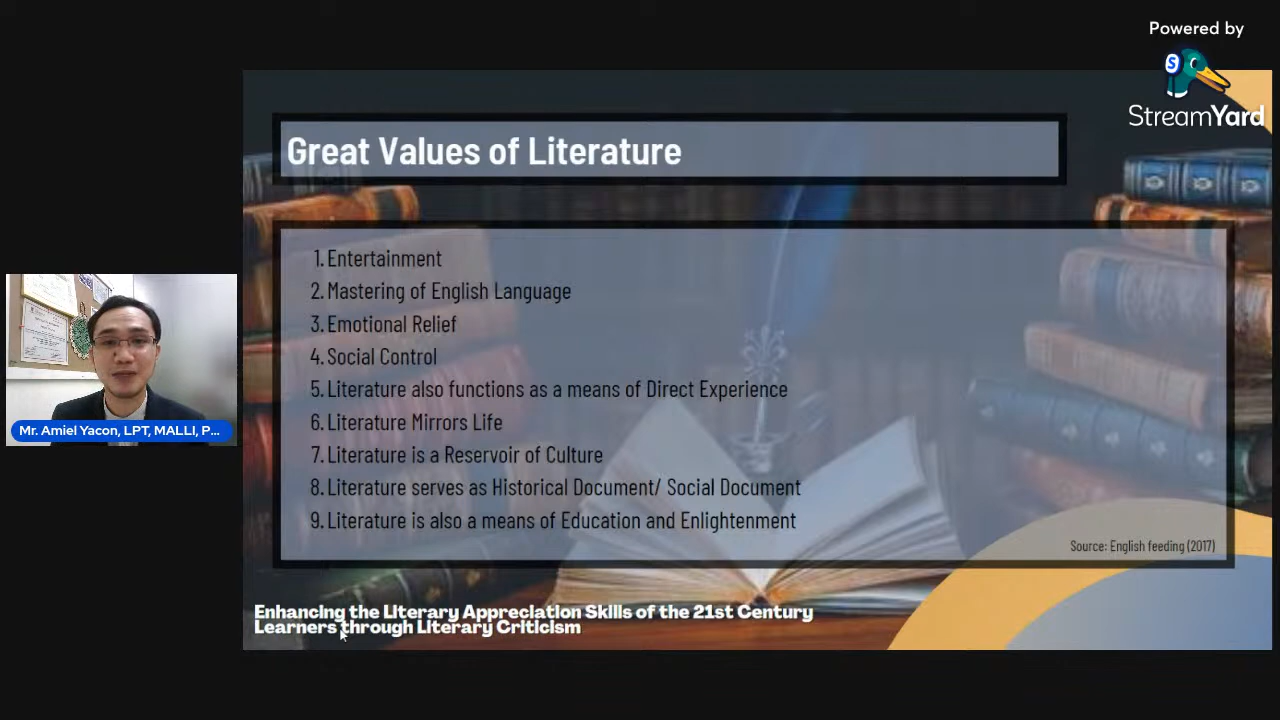 Powered by
StreamYard
Great Values of Literature
1. Entertainment
2. Mastering of English Language
3. Emotional Relief
4. Social Control
5. Literature also functions as a means of Direct Experience
6. Literature Mirrors Life
7. Literature is a Reservoir of Culture
8. Literature serves as Historical Document/ Social Document
9. Literature is also a means of Education and Enlightenment
Source: English feeding (2017)
Mr. Amiel Yacon, LPT, MALLI, P...
Enhancing the Literary Appreciation Skills of the 21st Century
Learners through Literary Criticism